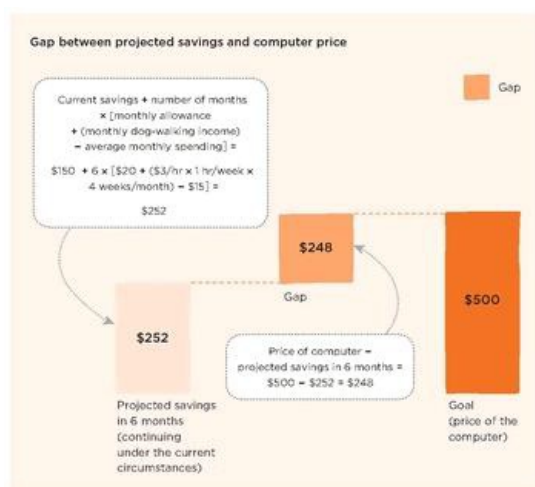 Gap between projected savings and computer price
Gap
Current savings + number of months
× [monthly allowance
+ (monthly dog-walking income)
− average monthly spending] =
$150 + 6 × [$20 + ($3/hr × 1 hr/week ×
4 weeks/month) − $15] =
$252
$248
Gap
$252
$500
Price of computer −
projected savings in 6 months =
$500 − $252 = $248
Projected savings
in 6 months
(continuing
under the current
circumstances)
Goal
(price of the
computer)